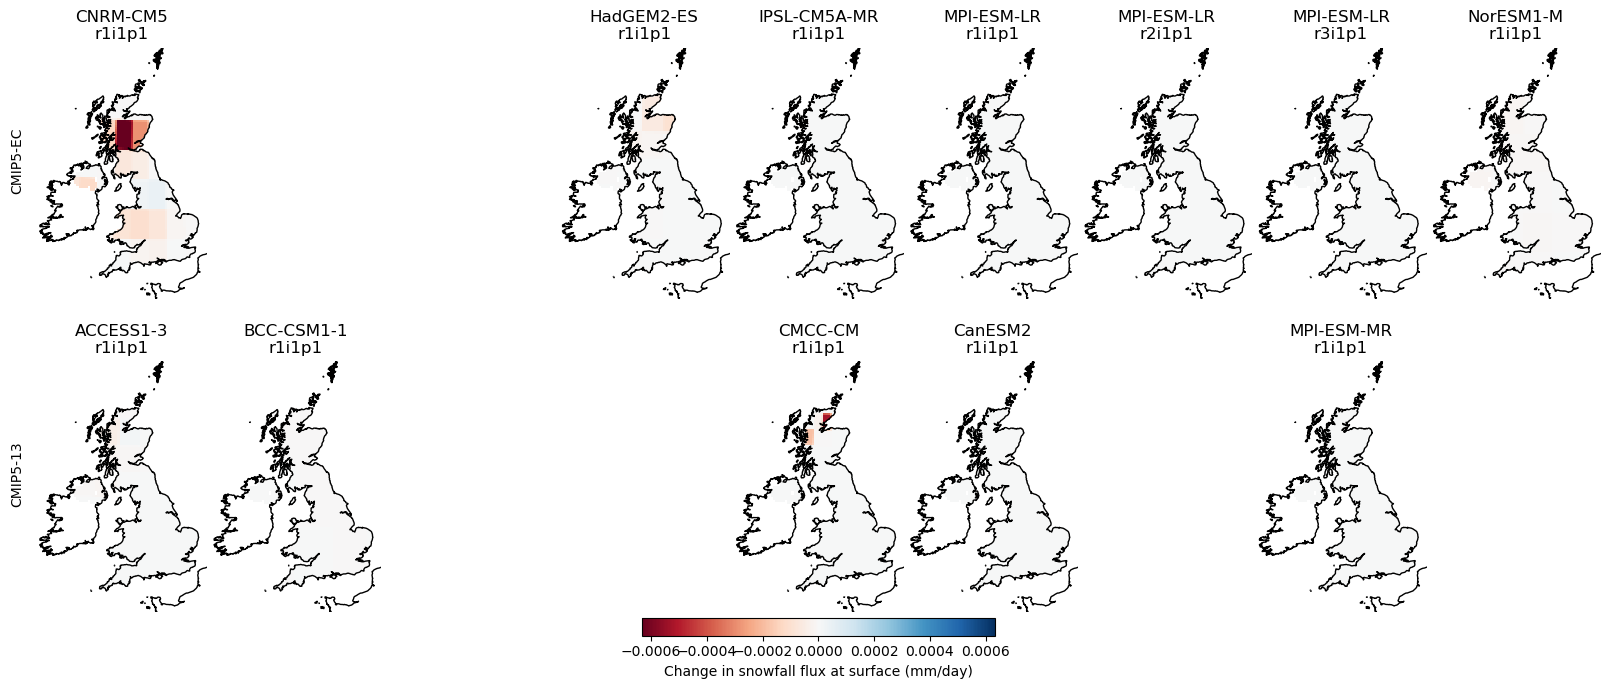 CNRM-CM5
r1i1p1
HadGEM2-ES
r1i1p1
IPSL-CM5A-MR
r1i1p1
MPI-ESM-LR
r1i1p1
MPI-ESM-LR
r2i1p1
MPI-ESM-LR
r3i1p1
NorESM1-M
r1i1p1
CMIP5-EC
ACCESS1-3
r1i1p1
BCC-CSM1-1
r1i1p1
CMCC-CM
r1i1p1
CanESM2
r1i1p1
MPI-ESM-MR
r1i1p1
CMIP5-13
−0.0006 −0.0004 −0.0002 0.0000 0.0002 0.0004 0.0006
Change in snowfall flux at surface (mm/day)